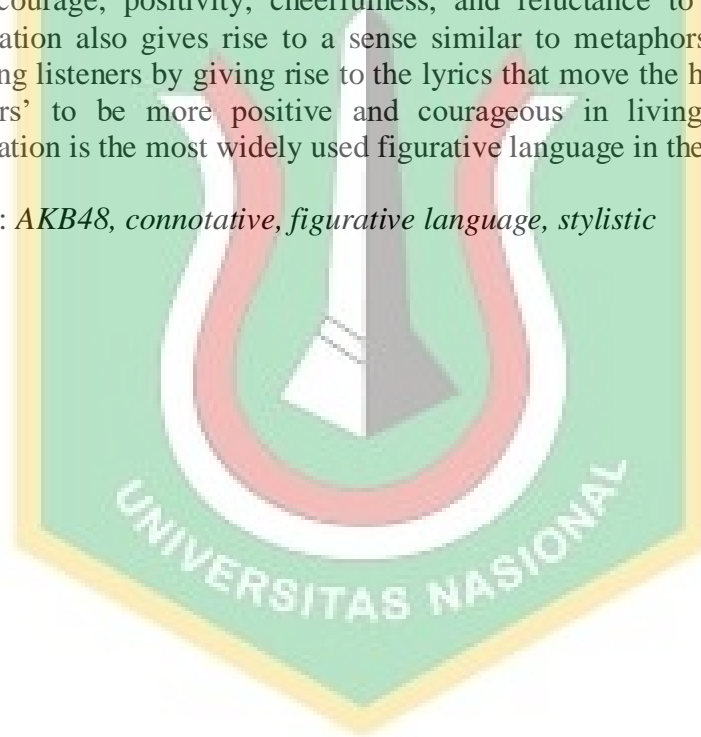 courage, positivity, cheerfulness, and reluctance to
ation also gives rise to a sense similar to metaphors
ng listeners by giving rise to the lyrics that move the h
rs’ to be more positive and courageous in living
ation is the most widely used figurative language in the
: AKB48, connotative, figurative language, stylistic
UNIVERSITAS NASIONAL